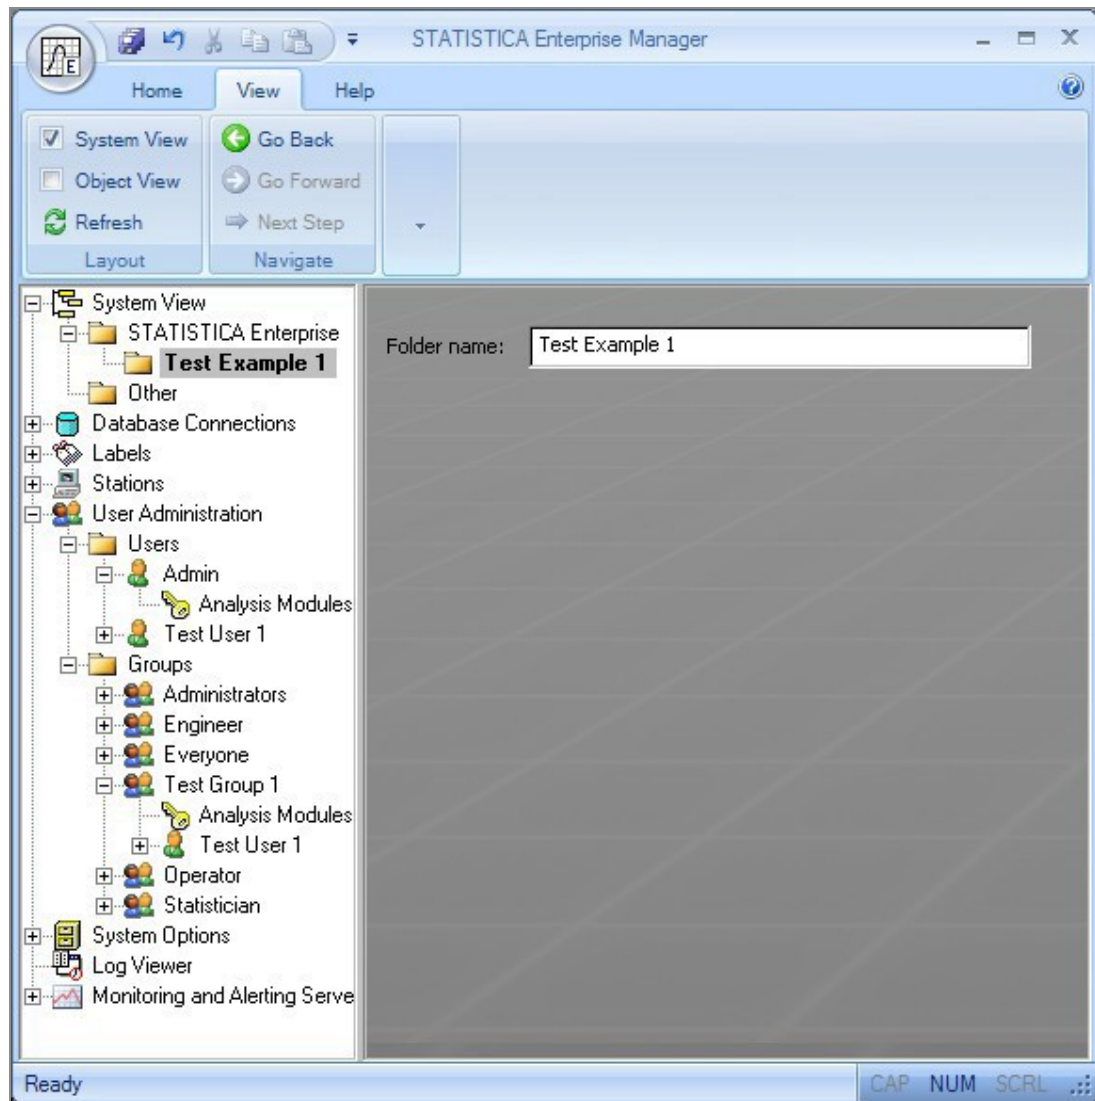 STATISTICA Enterprise Manager
E
Home View Help
System View Go Back
Object View Go Forward
Refresh Next Step
Layout Navigate
System View
STATISTICA Enterprise
Test Example 1
Folder name: Test Example 1
Other
Database Connections
Labels
Stations
User Administration
Users
Admin
Analysis Modules
Test User 1
Groups
Administrators
Engineer
Everyone
Test Group 1
Analysis Modules
Test User 1
Operator
Statistician
System Options
Log Viewer
Monitoring and Alerting Serve
Ready CAP NUM SCRL